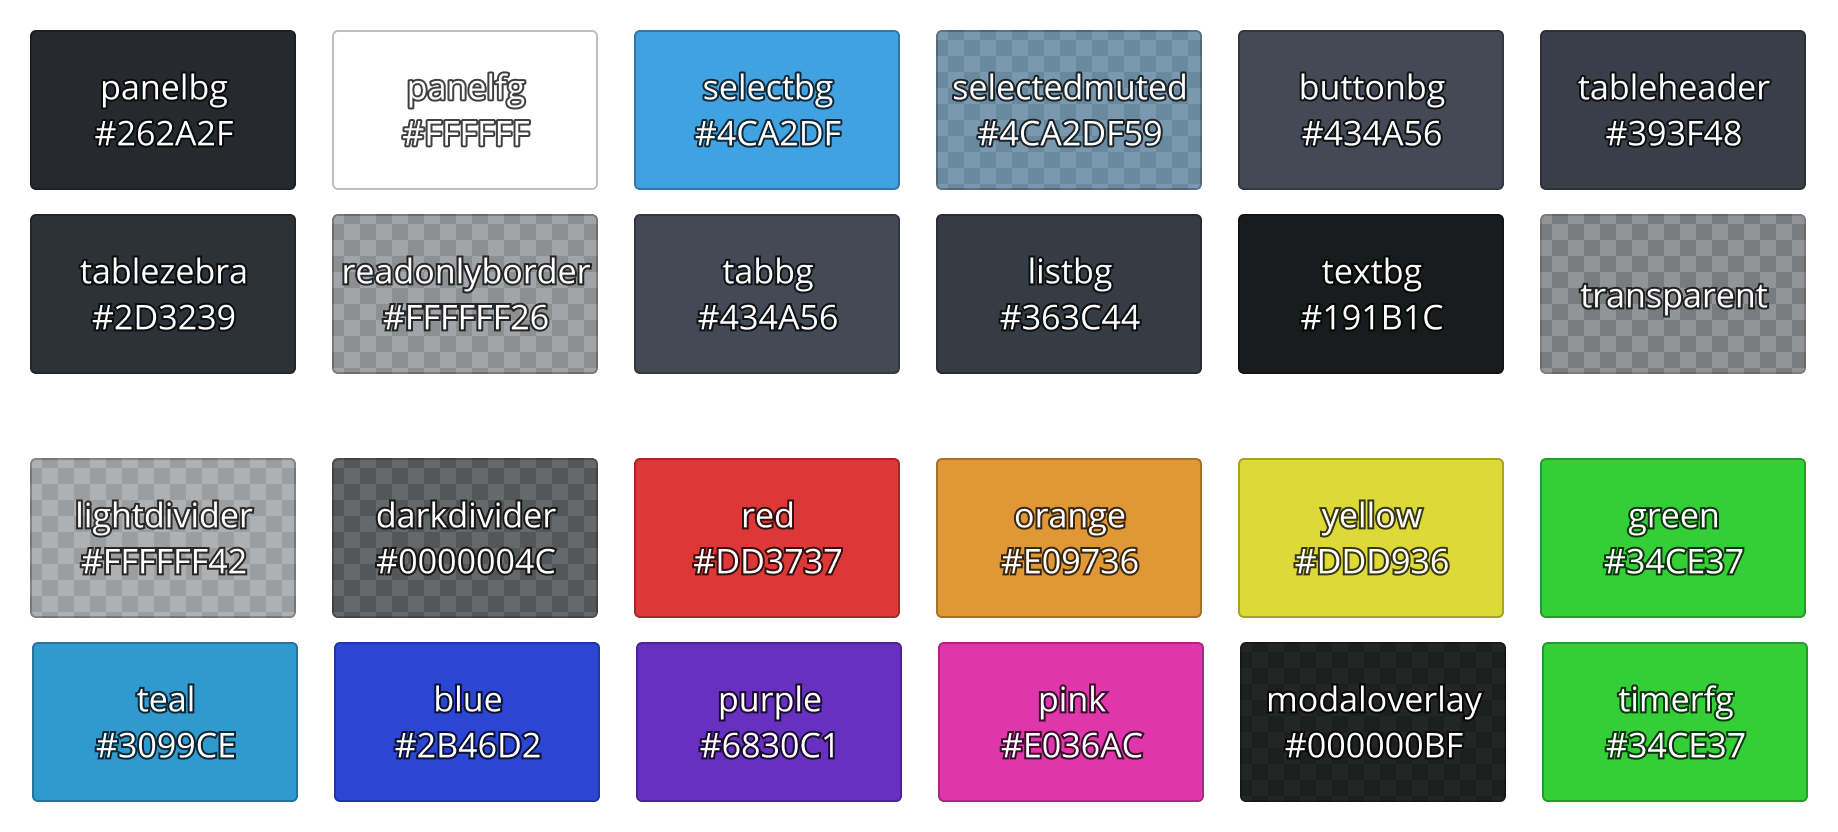 panelbg
#262A2F
panelfg
#FFFFFF
selectbg
#4CA2DF
selectedmuted
#4CA2DF59
buttonbg
#434A56
tableheader
#393F48
tablezebra
#2D3239
readonlyborder
#FFFFFF26
tabbg
#434A56
listbg
#363C44
textbg
#191B1C
transparent
lightdivider
#FFFFFF42
darkdivider
#0000004C
red
#DD3737
orange
#E09736
yellow
#DDD936
green
#34CE37
teal
#3099CE
blue
#2B46D2
purple
#6830C1
pink
#E036AC
modaloverlay
#000000BF
timerfg
#34CE37